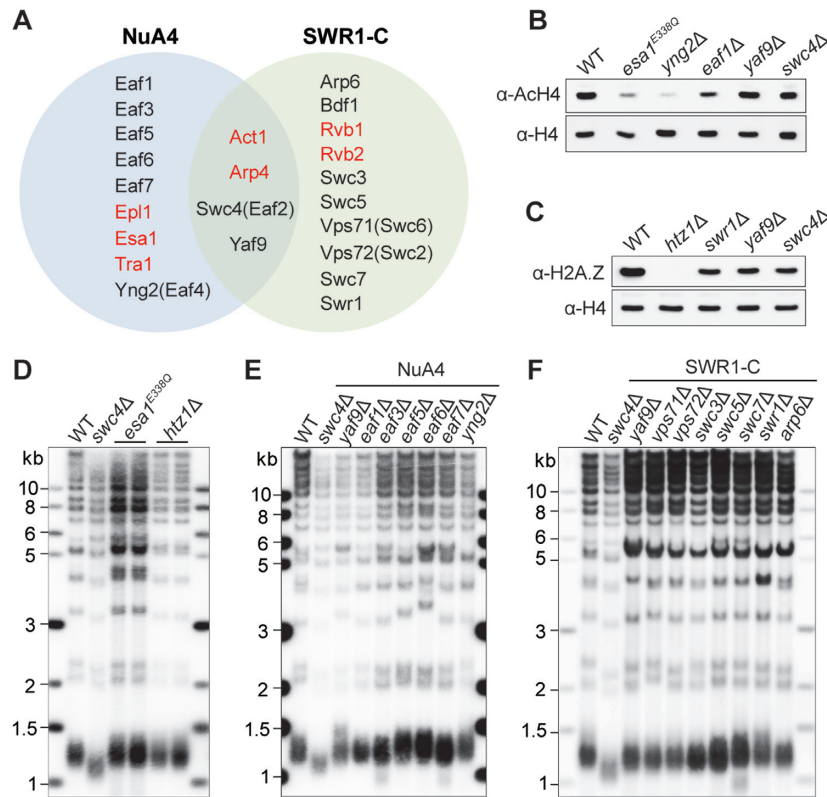 A
NuA4
SWR1-C
Eaf1
Eaf3
Eaf5
Eaf6
Eaf7
Epl1
Esa1
Tra1
Yng2(Eaf4)
Act1
Arp4
Swc4(Eaf2)
Yaf9
Arp6
Bdf1
Rvb1
Rvb2
Swc3
Swc5
Vps71(Swc6)
Vps72(Swc2)
Swc7
Swr1
B
WT esa1E338Q yng2Δ eaf1Δ yaf9Δ swc4Δ
α-AcH4
α-H4
C
WT htz1Δ swr1Δ yaf9Δ swc4Δ
α-H2A.Z
α-H4
D
WT swc4Δ esa1E338Q htz1Δ
kb
10
8
6
5
3
2
1.5
1
E
NuA4
WT swc4Δ yaf9Δ eaf1Δ eaf3Δ eaf5Δ eaf6Δ eaf7Δ yng2Δ
kb
10
8
6
5
3
2
1.5
1
F
SWR1-C
WT swc4Δ yaf9Δ vps71Δ vps72Δ swc3Δ swc5Δ swc7Δ swr1Δ arp6Δ
kb
10
8
6
5
3
2
1.5
1